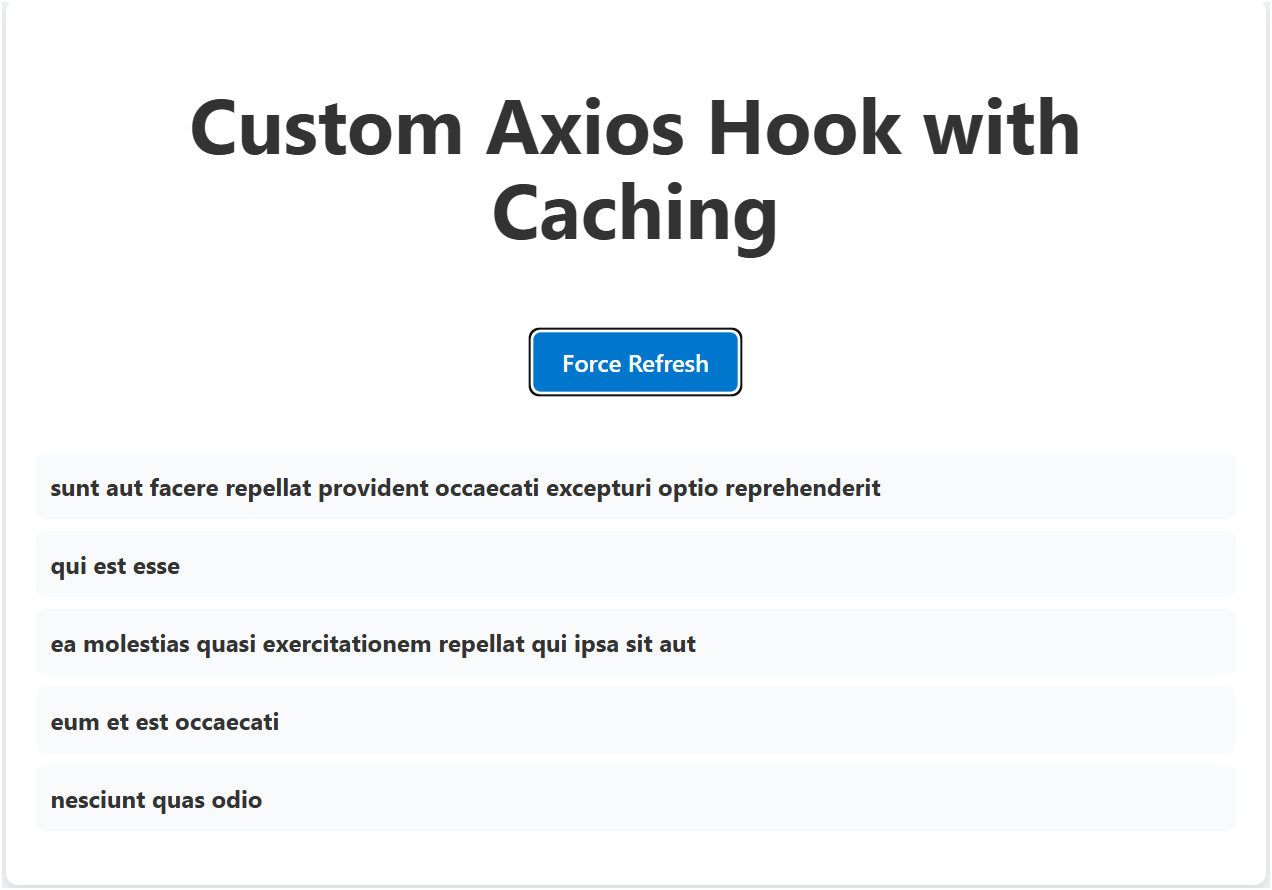 Custom Axios Hook with
Caching
Force Refresh
sunt aut facere repellat provident occaecati excepturi optio reprehenderit
qui est esse
ea molestias quasi exercitationem repellat qui ipsa sit aut
eum et est occaecati
nesciunt quas odio